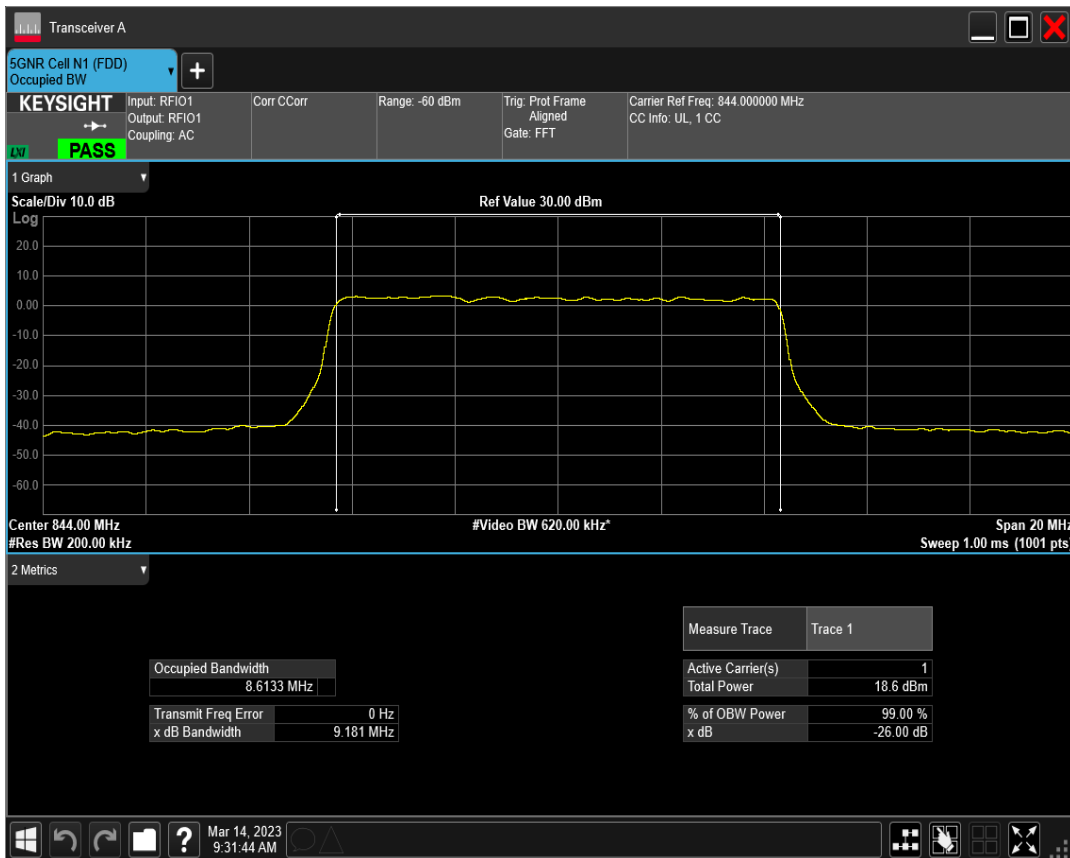 Transceiver A
5GNR Cell N1 (FDD)
Occupied BW
KEYSIGHT
LXI
PASS
Input: RFIO1
Output: RFIO1
Coupling: AC
Corr CCorr
Range: -60 dBm
Trig: Prot Frame
Aligned
Gate: FFT
Carrier Ref Freq: 844.000000 MHz
CC Info: UL, 1 CC
1 Graph
Scale/Div 10.0 dB
Ref Value 30.00 dBm
Log
20.0
10.0
0.00
-10.0
-20.0
-30.0
-40.0
-50.0
-60.0
Center 844.00 MHz
#Video BW 620.00 kHz*
Span 20 MHz
#Res BW 200.00 kHz
Sweep 1.00 ms (1001 pts)
2 Metrics
Measure Trace Trace 1
Occupied Bandwidth
8.6133 MHz
Active Carrier(s) 1
Total Power 18.6 dBm
Transmit Freq Error 0 Hz
x dB Bandwidth 9.181 MHz
% of OBW Power 99.00 %
x dB -26.00 dB
?
Mar 14, 2023
9:31:44 AM